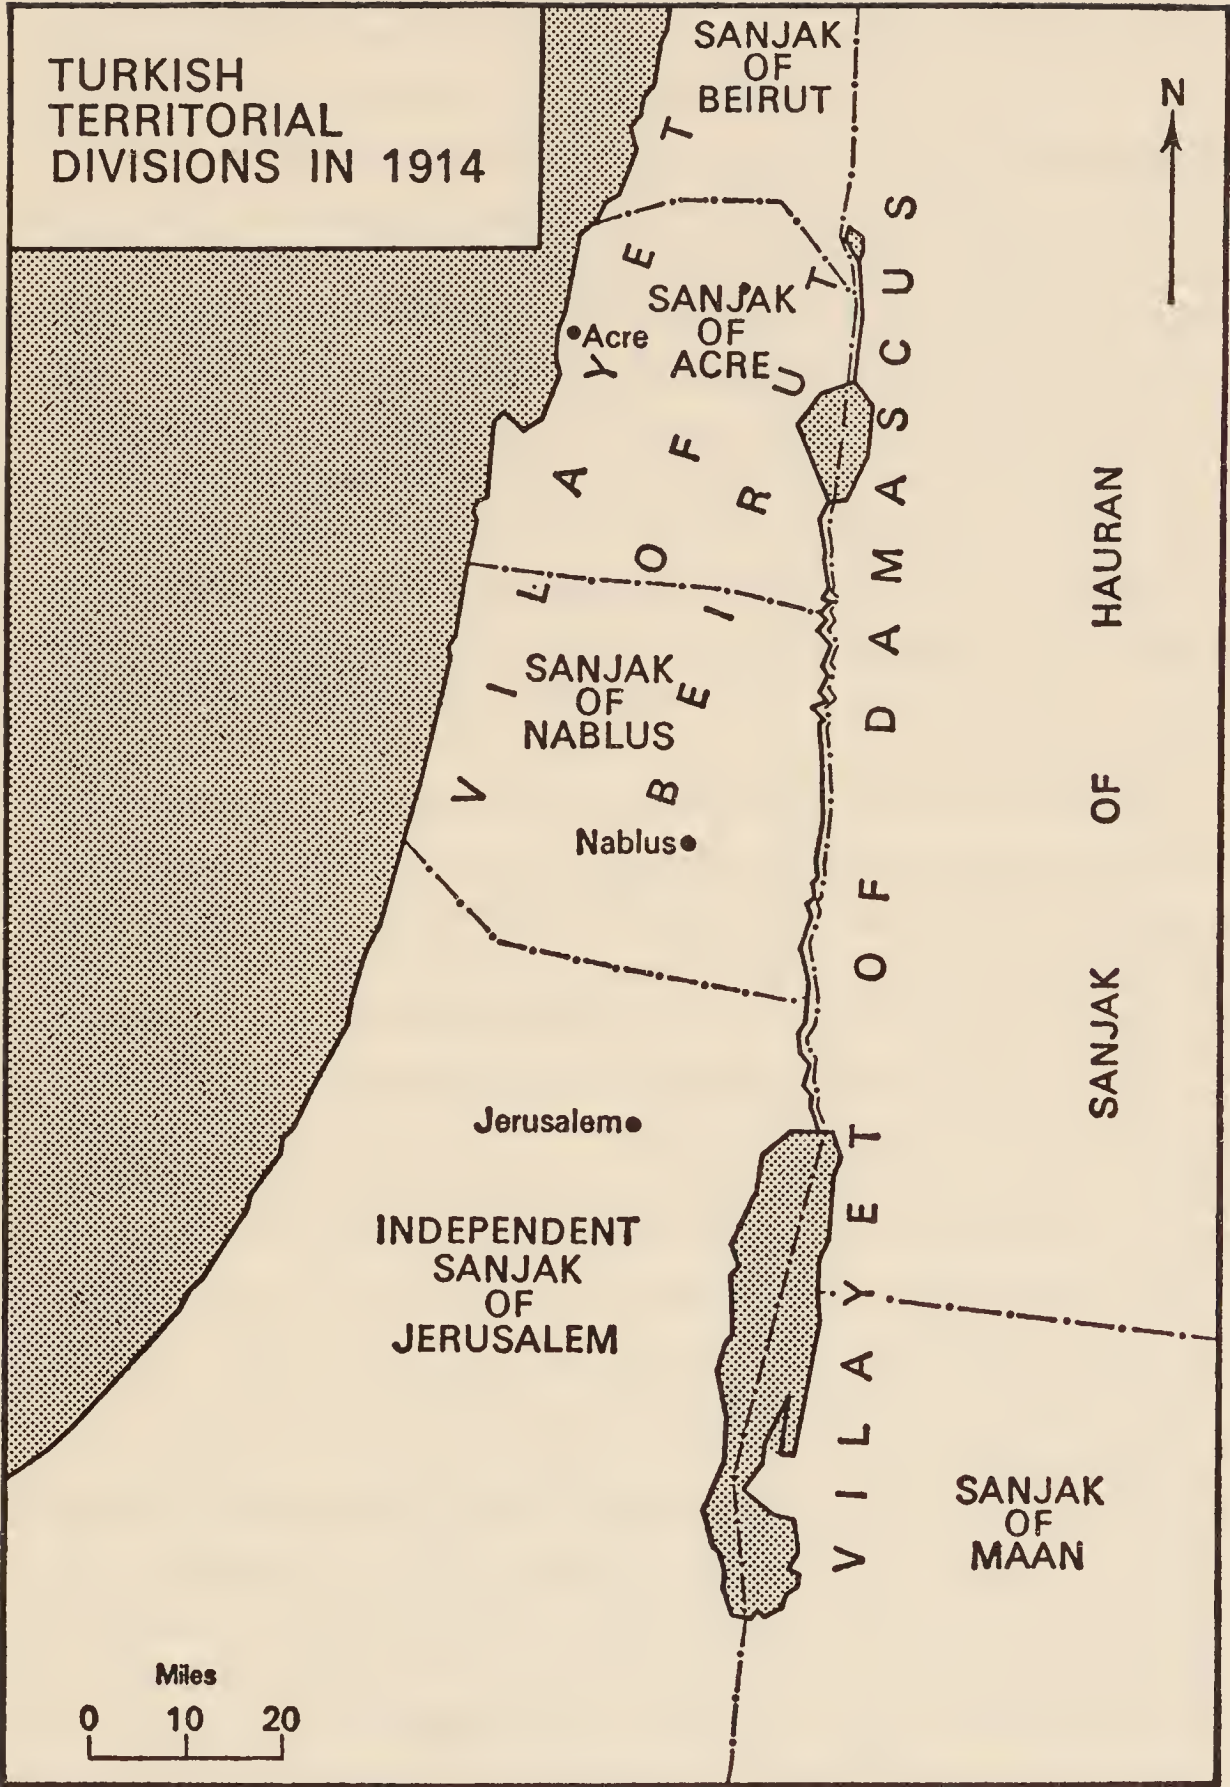 TURKISH
TERRITORIAL
DIVISIONS IN 1914
SANJAK
OF
BEIRUT
N
SANJAK
OF
ACRE
Acre
VILAYET OF BEIRUT
SANJAK
OF
NABLUS
Nablus
VILAYET OF DAMASCUS
SANJAK OF HAURAN
Jerusalem
INDEPENDENT
SANJAK
OF
JERUSALEM
SANJAK
OF
MAAN
Miles
0 10 20